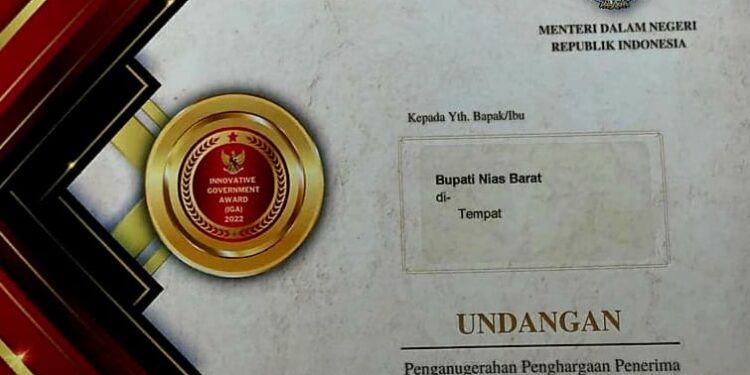 MENTERI DALAM NEGERI
REPUBLIK INDONESIA
Kepada Yth. Bapak/Ibu
Bupati Nias Barat
di-
Tempat
INNOVATIVE
GOVERNMENT
AWARD
(IGA)
2022
UNDANGAN
Penganugerahan Penghargaan Penerima